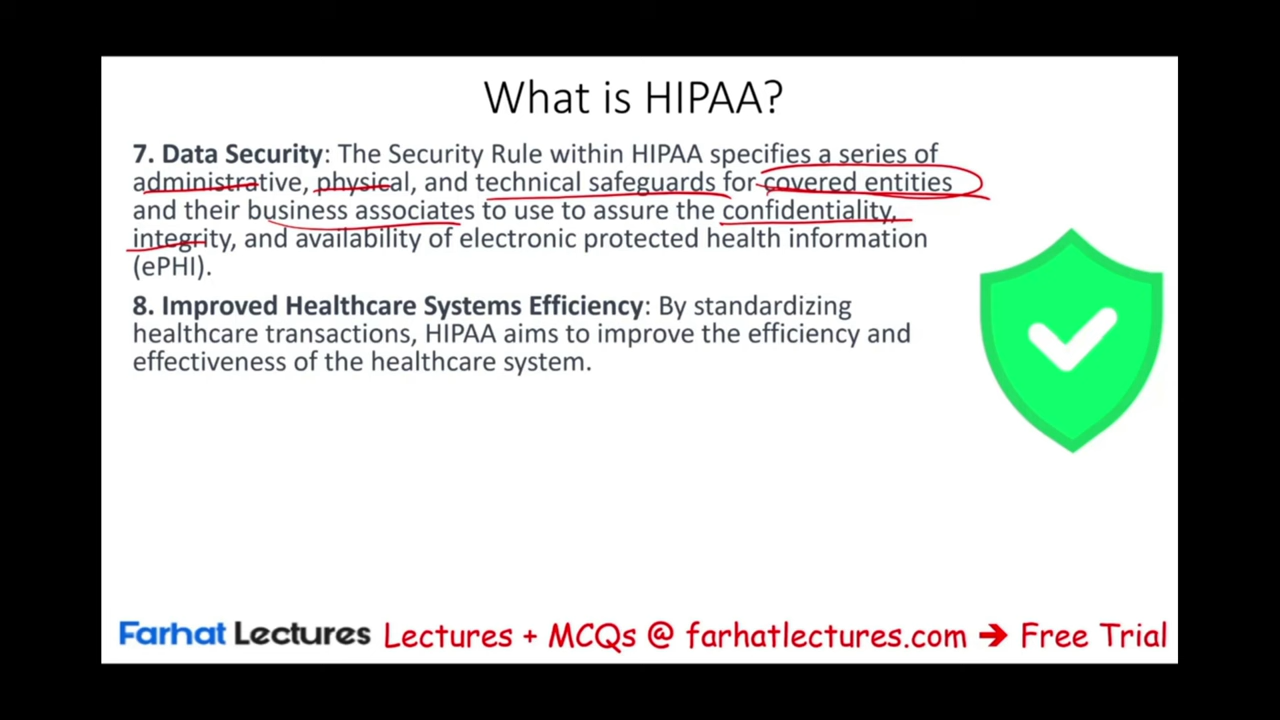 What is HIPAA?
7. Data Security: The Security Rule within HIPAA specifies a series of
administrative, physical, and technical safeguards for covered entities
and their business associates to use to assure the confidentiality,
integrity, and availability of electronic protected health information
(ePHI).
8. Improved Healthcare Systems Efficiency: By standardizing
healthcare transactions, HIPAA aims to improve the efficiency and
effectiveness of the healthcare system.
Farhat Lectures Lectures + MCQs @ farhatlectures.com → Free Trial